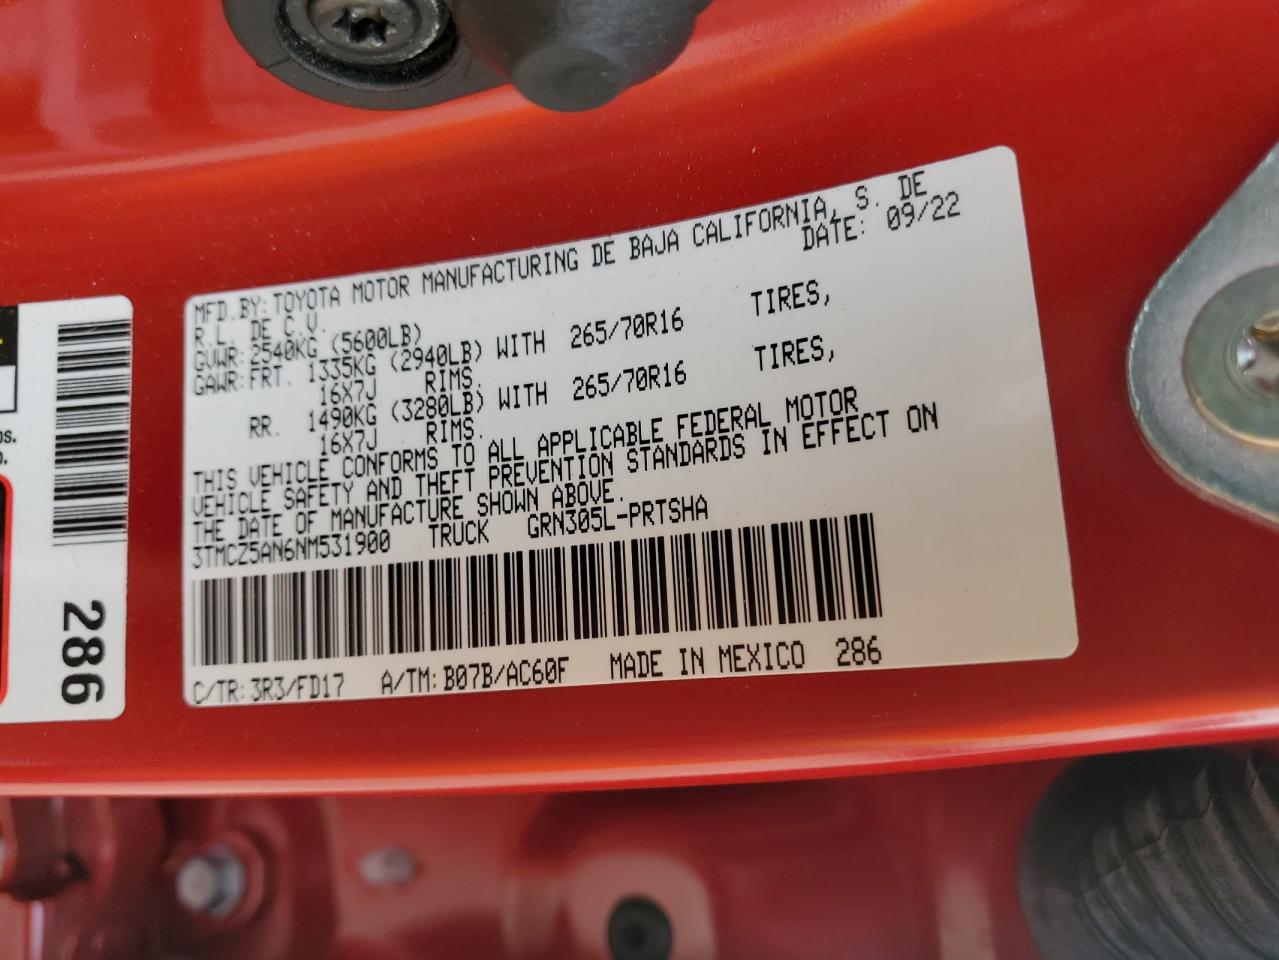 MFD.BY:TOYOTA MOTOR MANUFACTURING DE BAJA CALIFORNIA, S. DE
R.L. DE C.V. DATE: 09/22
GVWR:2540KG (5600LB)
GAWR:FRT. 1335KG (2940LB) WITH 265/70R16 TIRES,
16X7J RIMS.
RR. 1490KG (3280LB) WITH 265/70R16 TIRES,
16X7J RIMS.
THIS VEHICLE CONFORMS TO ALL APPLICABLE FEDERAL MOTOR
VEHICLE SAFETY AND THEFT PREVENTION STANDARDS IN EFFECT ON
THE DATE OF MANUFACTURE SHOWN ABOVE.
3TMCZ5AN6NM531900 TRUCK GRN305L-PRTSHA
C/TR:3R3/FD17 A/TM:B07B/AC60F MADE IN MEXICO 286
286